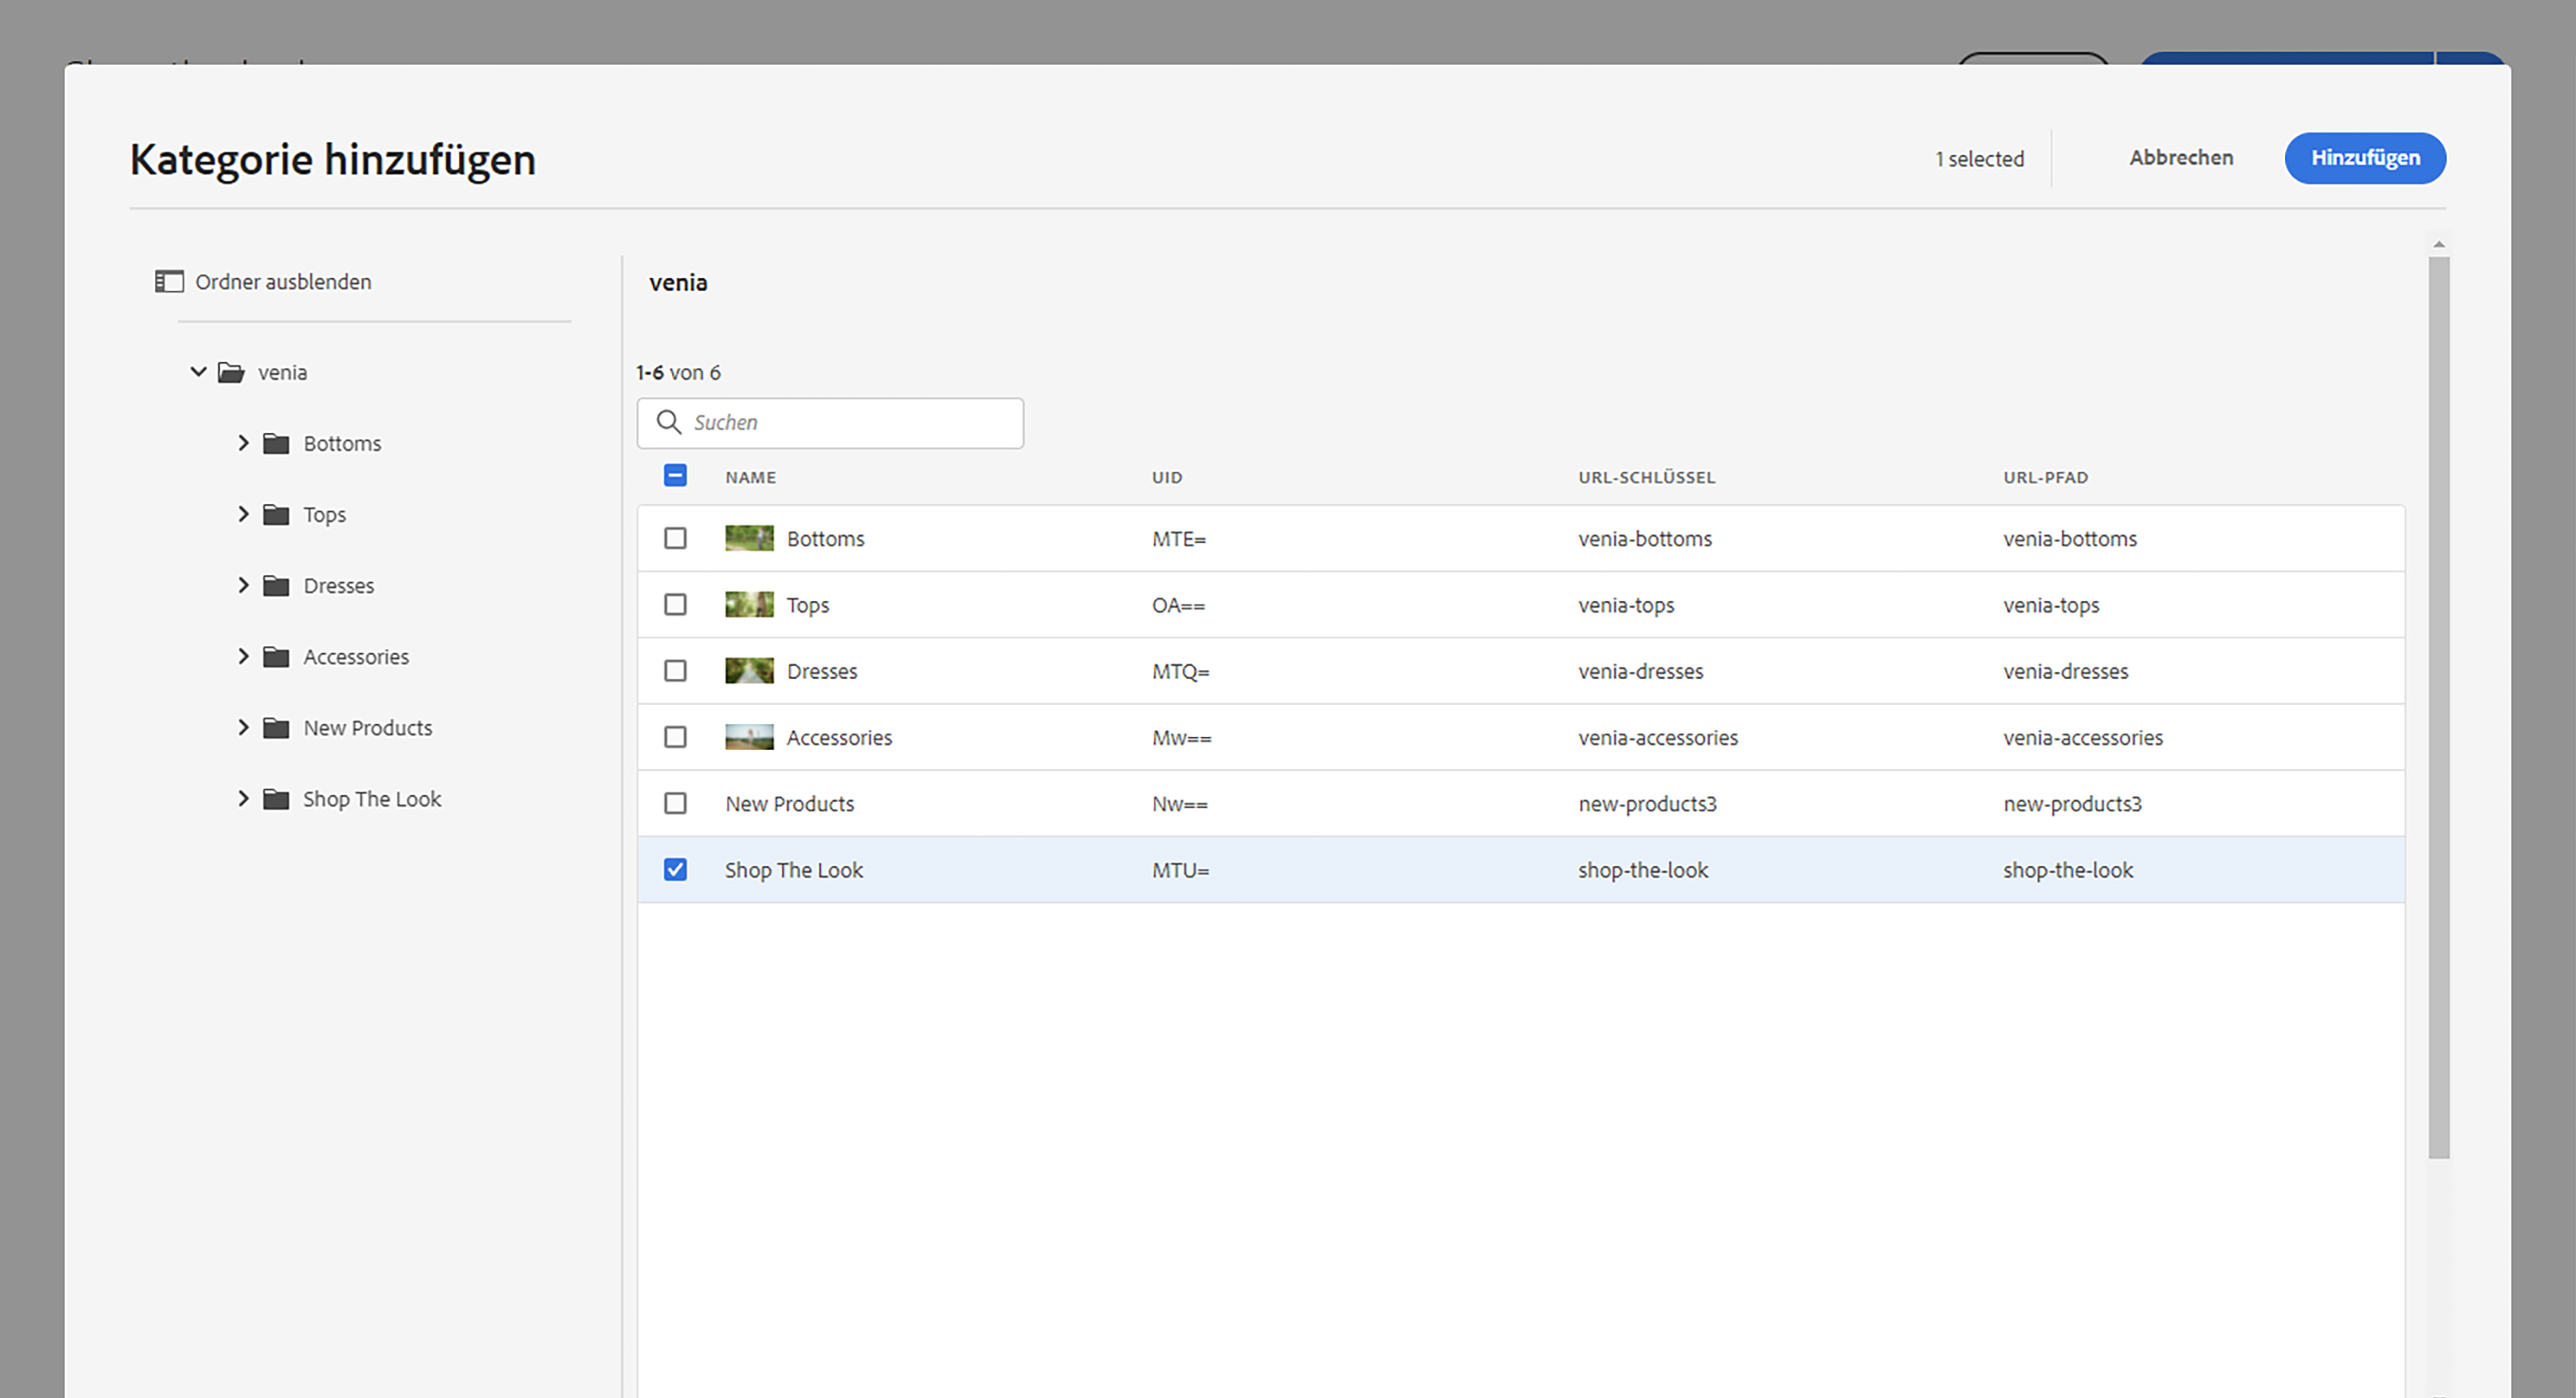 Kategorie hinzufügen
1 selected
Abbrechen
Hinzufügen
Ordner ausblenden
venia
Bottoms
Tops
Dresses
Accessories
New Products
Shop The Look
venia
1-6 von 6
Suchen
NAME UID URL-SCHLÜSSEL URL-PFAD
Bottoms MTE= venia-bottoms venia-bottoms
Tops OA== venia-tops venia-tops
Dresses MTQ= venia-dresses venia-dresses
Accessories Mw== venia-accessories venia-accessories
New Products Nw== new-products3 new-products3
Shop The Look MTU= shop-the-look shop-the-look